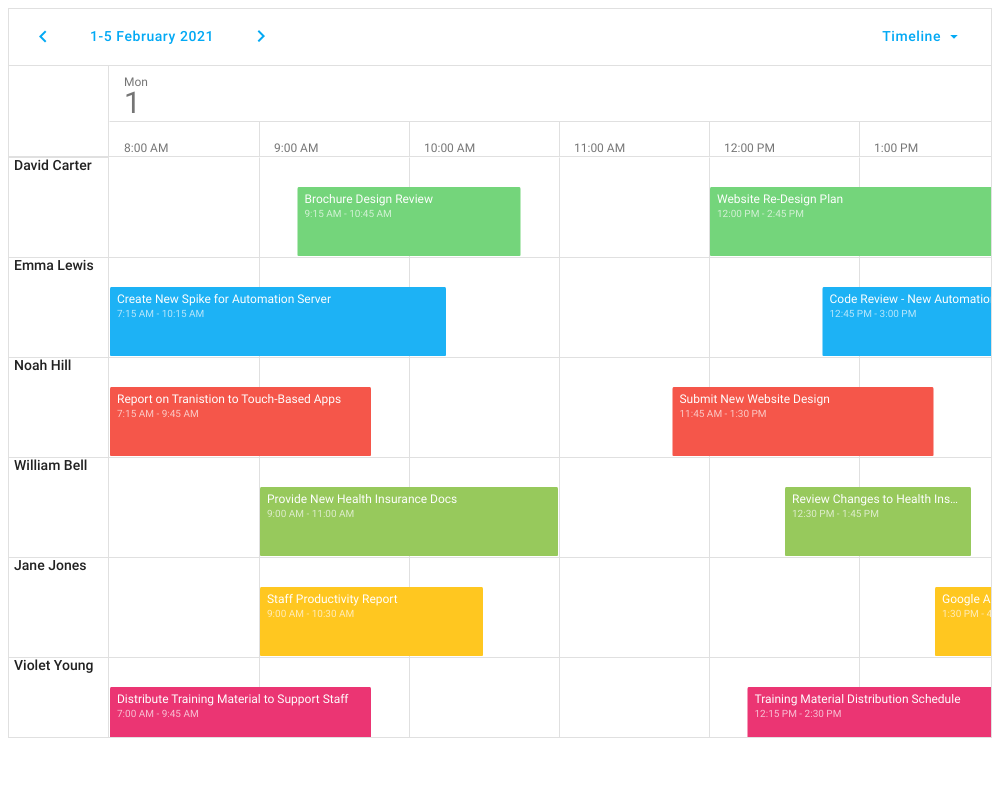 1-5 February 2021
Timeline
Mon
1
8:00 AM
9:00 AM
10:00 AM
11:00 AM
12:00 PM
1:00 PM
David Carter
Brochure Design Review
9:15 AM - 10:45 AM
Website Re-Design Plan
12:00 PM - 2:45 PM
Emma Lewis
Create New Spike for Automation Server
7:15 AM - 10:15 AM
Code Review - New Automatio
12:45 PM - 3:00 PM
Noah Hill
Report on Tranistion to Touch-Based Apps
7:15 AM - 9:45 AM
Submit New Website Design
11:45 AM - 1:30 PM
William Bell
Provide New Health Insurance Docs
9:00 AM - 11:00 AM
Review Changes to Health Ins...
12:30 PM - 1:45 PM
Jane Jones
Staff Productivity Report
9:00 AM - 10:30 AM
Google A
1:30 PM - 4
Violet Young
Distribute Training Material to Support Staff
7:00 AM - 9:45 AM
Training Material Distribution Schedule
12:15 PM - 2:30 PM